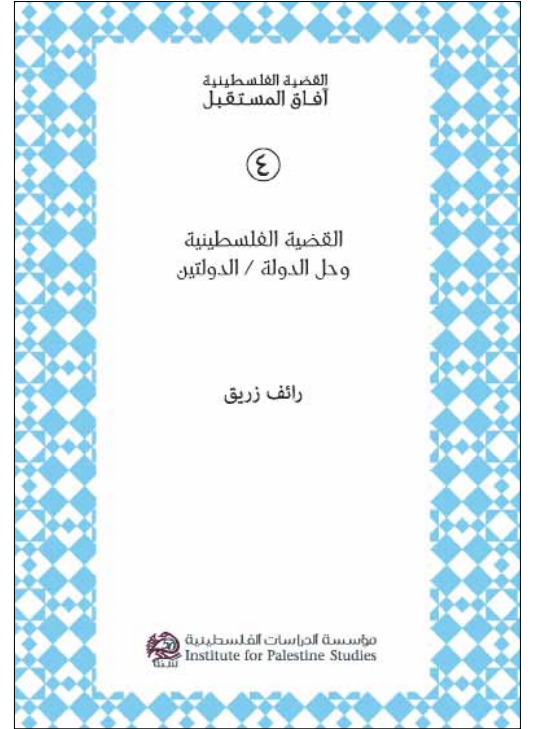 القضية الفلسطينية
آفاق المستقبل
٤
القضية الفلسطينية
وحل الدولة / الدولتين
رائف زريق
مؤسسة الدراسات الفلسطينية
Institute for Palestine Studies